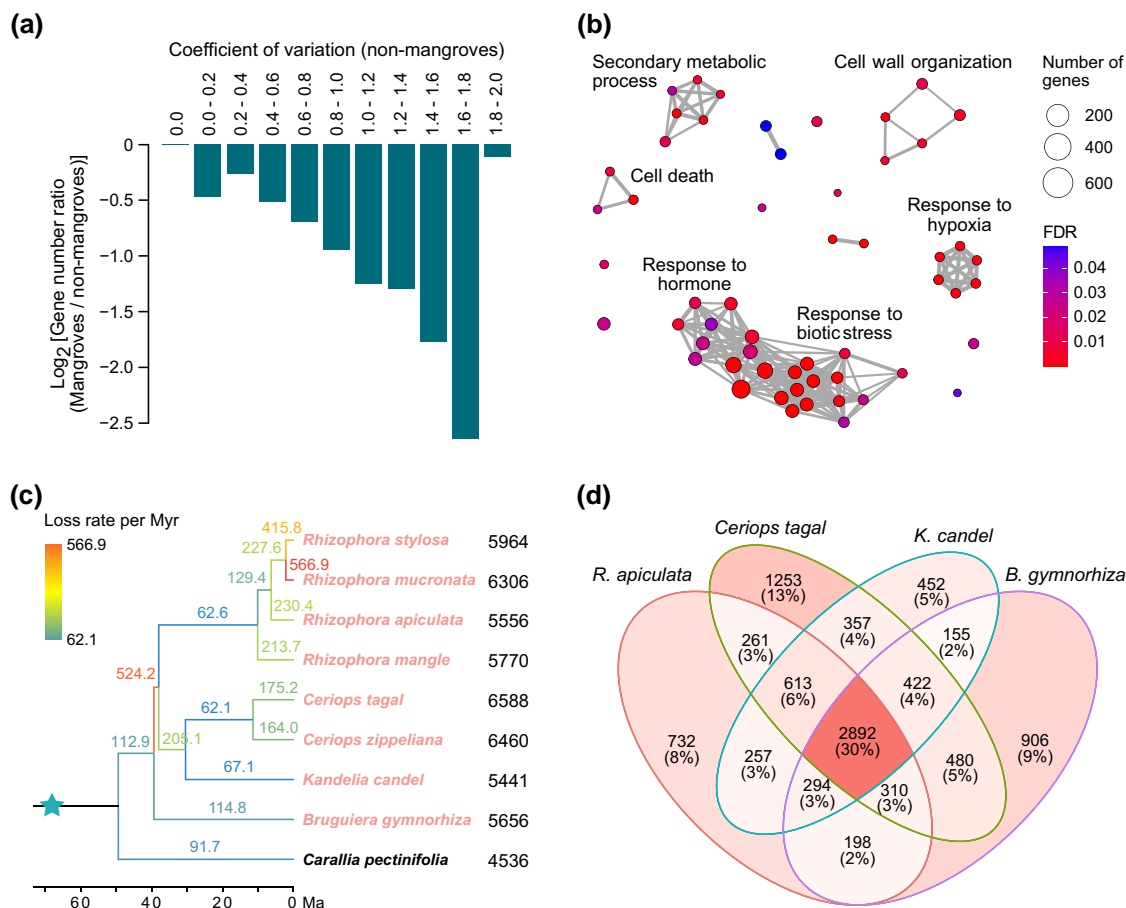 (a)
Coefficient of variation (non-mangroves)
0.0
0.0 - 0.2
0.2 - 0.4
0.4 - 0.6
0.6 - 0.8
0.8 - 1.0
1.0 - 1.2
1.2 - 1.4
1.4 - 1.6
1.6 - 1.8
1.8 - 2.0
0
−0.5
−1.0
−1.5
−2.0
−2.5
Log2 [Gene number ratio
(Mangroves / non-mangroves)]
(b)
Secondary metabolic
process
Cell wall organization
Cell death
Response to
hypoxia
Response to
hormone
Response to
biotic stress
Number of
genes
200
400
600
FDR
0.04
0.03
0.02
0.01
(c)
Loss rate per Myr
566.9
62.1
415.8
Rhizophora stylosa 5964
227.6
566.9
Rhizophora mucronata 6306
129.4
230.4
Rhizophora apiculata 5556
62.6
213.7
Rhizophora mangle 5770
524.2
175.2
Ceriops tagal 6588
62.1
164.0
Ceriops zippeliana 6460
205.1
112.9
67.1
Kandelia candel 5441
114.8
Bruguiera gymnorhiza 5656
91.7
Carallia pectinifolia 4536
60 40 20 0 Ma
(d)
Ceriops tagal
K. candel
R. apiculata
B. gymnorhiza
1253
(13%)
452
(5%)
357
(4%)
261
(3%)
155
(2%)
613
(6%)
422
(4%)
2892
(30%)
732
(8%)
906
(9%)
257
(3%)
480
(5%)
294
(3%)
310
(3%)
198
(2%)